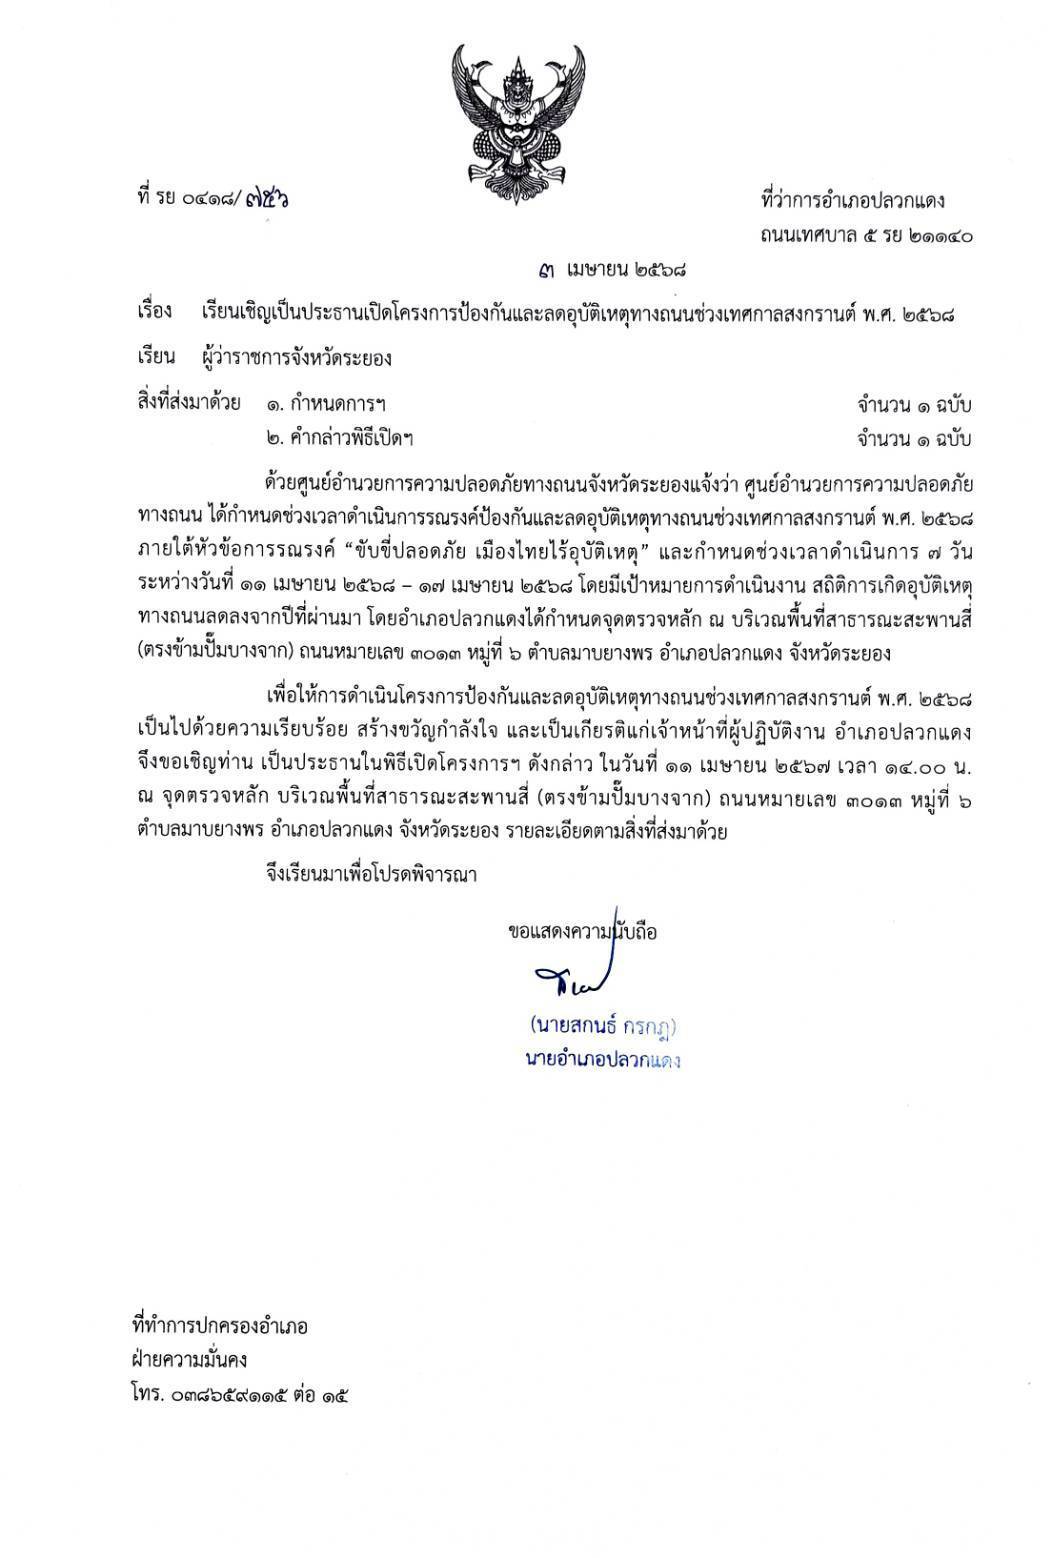 ที่ รย ๐๔๑๘/๗๕๖
ที่ว่าการอำเภอปลวกแดง
ถนนเทศบาล ๕ รย ๒๑๑๔๐
๓ เมษายน ๒๕๖๘
เรื่อง เรียนเชิญเป็นประธานเปิดโครงการป้องกันและลดอุบัติเหตุทางถนนช่วงเทศกาลสงกรานต์ พ.ศ. ๒๕๖๘
เรียน ผู้ว่าราชการจังหวัดระยอง
สิ่งที่ส่งมาด้วย ๑. กำหนดการฯ จำนวน ๑ ฉบับ
๒. คำกล่าวพิธีเปิดฯ จำนวน ๑ ฉบับ
ด้วยศูนย์อำนวยการความปลอดภัยทางถนนจังหวัดระยองแจ้งว่า ศูนย์อำนวยการความปลอดภัย
ทางถนน ได้กำหนดช่วงเวลาดำเนินการรณรงค์ป้องกันและลดอุบัติเหตุทางถนนช่วงเทศกาลสงกรานต์ พ.ศ. ๒๕๖๘
ภายใต้หัวข้อการรณรงค์ “ขับขี่ปลอดภัย เมืองไทยไร้อุบัติเหตุ” และกำหนดช่วงเวลาดำเนินการ ๗ วัน
ระหว่างวันที่ ๑๑ เมษายน ๒๕๖๘ – ๑๗ เมษายน ๒๕๖๘ โดยมีเป้าหมายการดำเนินงาน สถิติการเกิดอุบัติเหตุ
ทางถนนลดลงจากปีที่ผ่านมา โดยอำเภอปลวกแดงได้กำหนดจุดตรวจหลัก ณ บริเวณพื้นที่สาธารณะสะพานสี่
(ตรงข้ามปั๊มบางจาก) ถนนหมายเลข ๓๐๑๓ หมู่ที่ ๖ ตำบลมาบยางพร อำเภอปลวกแดง จังหวัดระยอง
เพื่อให้การดำเนินโครงการป้องกันและลดอุบัติเหตุทางถนนช่วงเทศกาลสงกรานต์ พ.ศ. ๒๕๖๘
เป็นไปด้วยความเรียบร้อย สร้างขวัญกำลังใจ และเป็นเกียรติแก่เจ้าหน้าที่ผู้ปฏิบัติงาน อำเภอปลวกแดง
จึงขอเชิญท่าน เป็นประธานในพิธีเปิดโครงการฯ ดังกล่าว ในวันที่ ๑๑ เมษายน ๒๕๖๗ เวลา ๑๔.๐๐ น.
ณ จุดตรวจหลัก บริเวณพื้นที่สาธารณะสะพานสี่ (ตรงข้ามปั๊มบางจาก) ถนนหมายเลข ๓๐๑๓ หมู่ที่ ๖
ตำบลมาบยางพร อำเภอปลวกแดง จังหวัดระยอง รายละเอียดตามสิ่งที่ส่งมาด้วย
จึงเรียนมาเพื่อโปรดพิจารณา
ขอแสดงความนับถือ
(นายสกนธ์ กรกฎ)
นายอำเภอปลวกแดง
ที่ทำการปกครองอำเภอ
ฝ่ายความมั่นคง
โทร. ๐๓๘๖๕๙๑๑๕ ต่อ ๑๕